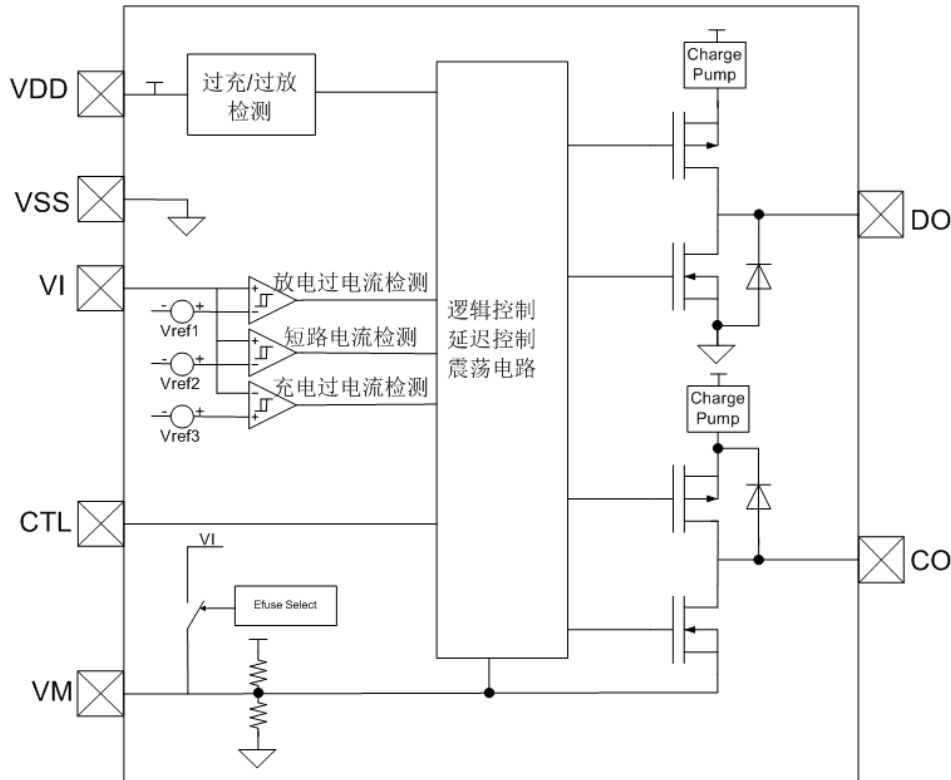 Charge
Pump
VDD
过充/过放
检测
VSS
DO
VI
放电过电流检测
- +
+
-
Vref1
逻辑控制
延迟控制
震荡电路
短路电流检测
- +
+
-
Vref2
充电过电流检测
- +
-
+
Vref3
Charge
Pump
CTL
VI
CO
Efuse Select
VM